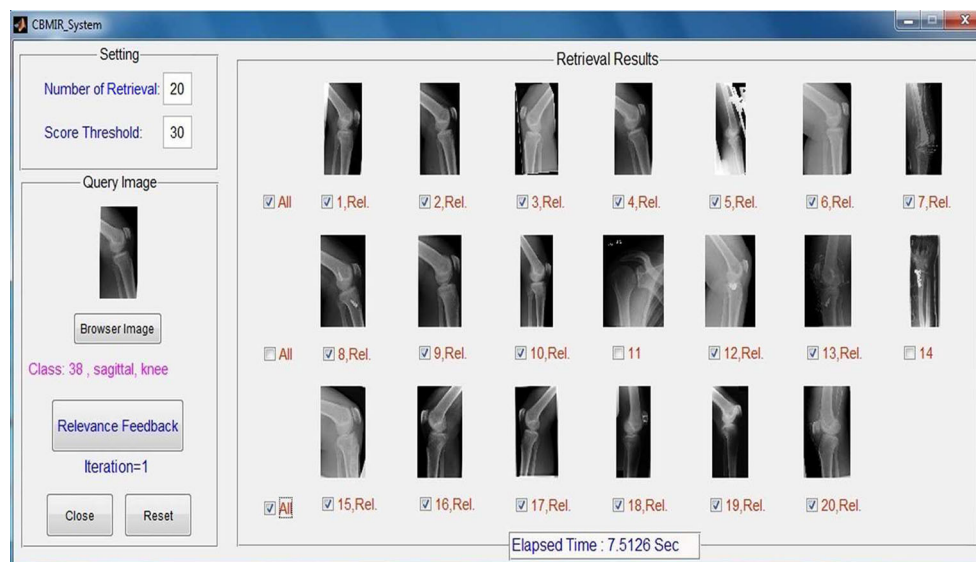 CBMIR_System
Setting
Number of Retrieval: 20
Score Threshold: 30
Query Image
Browser Image
Class: 38 , sagittal, knee
Relevance Feedback
Iteration=1
Close Reset
Retrieval Results
All 1,Rel. 2,Rel. 3,Rel. 4,Rel. 5,Rel. 6,Rel. 7,Rel.
All 8,Rel. 9,Rel. 10,Rel. 11 12,Rel. 13,Rel. 14
All 15,Rel. 16,Rel. 17,Rel. 18,Rel. 19,Rel. 20,Rel.
Elapsed Time : 7.5126 Sec